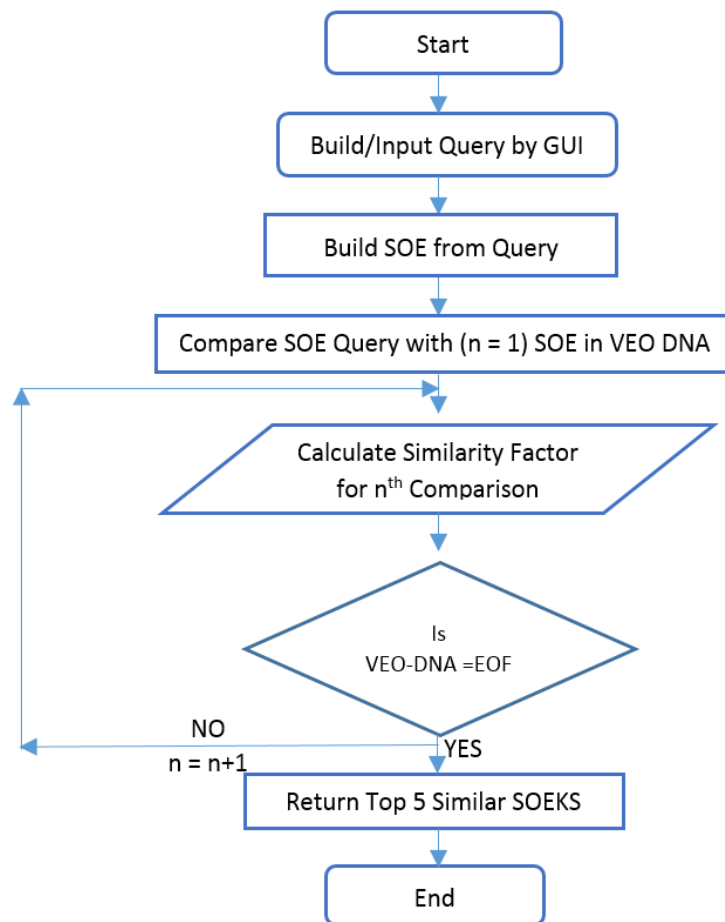 Start
Build/Input Query by GUI
Build SOE from Query
Compare SOE Query with (n = 1) SOE in VEO DNA
Calculate Similarity Factor
for nth Comparison
Is
VEO-DNA =EOF
NO
YES
n = n+1
Return Top 5 Similar SOEKS
End